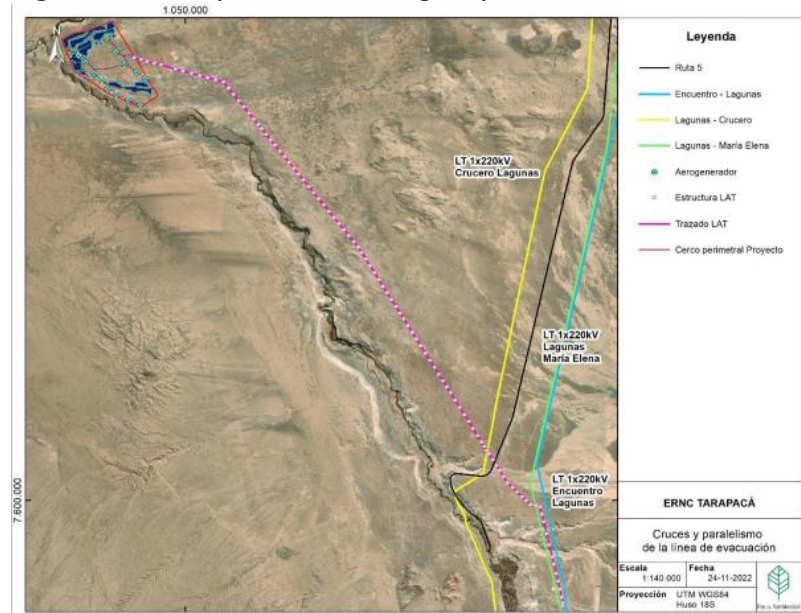 1.050.000
7.600.000
LT 1x220kV
Crucero Lagunas
LT 1x220kV
Lagunas
María Elena
LT 1x220kV
Encuentro
Lagunas
Leyenda
Ruta 5
Encuentro - Lagunas
Lagunas - Crucero
Lagunas - María Elena
Aerogenerador
Estructura LAT
Trazado LAT
Cerco perimetral Proyecto
ERNC TARAPACÀ
Cruces y paralelismo
de la línea de evacuación
Escala
1:140.000
Fecha
24-11-2022
Proyección UTM WGS84
Huso 18S